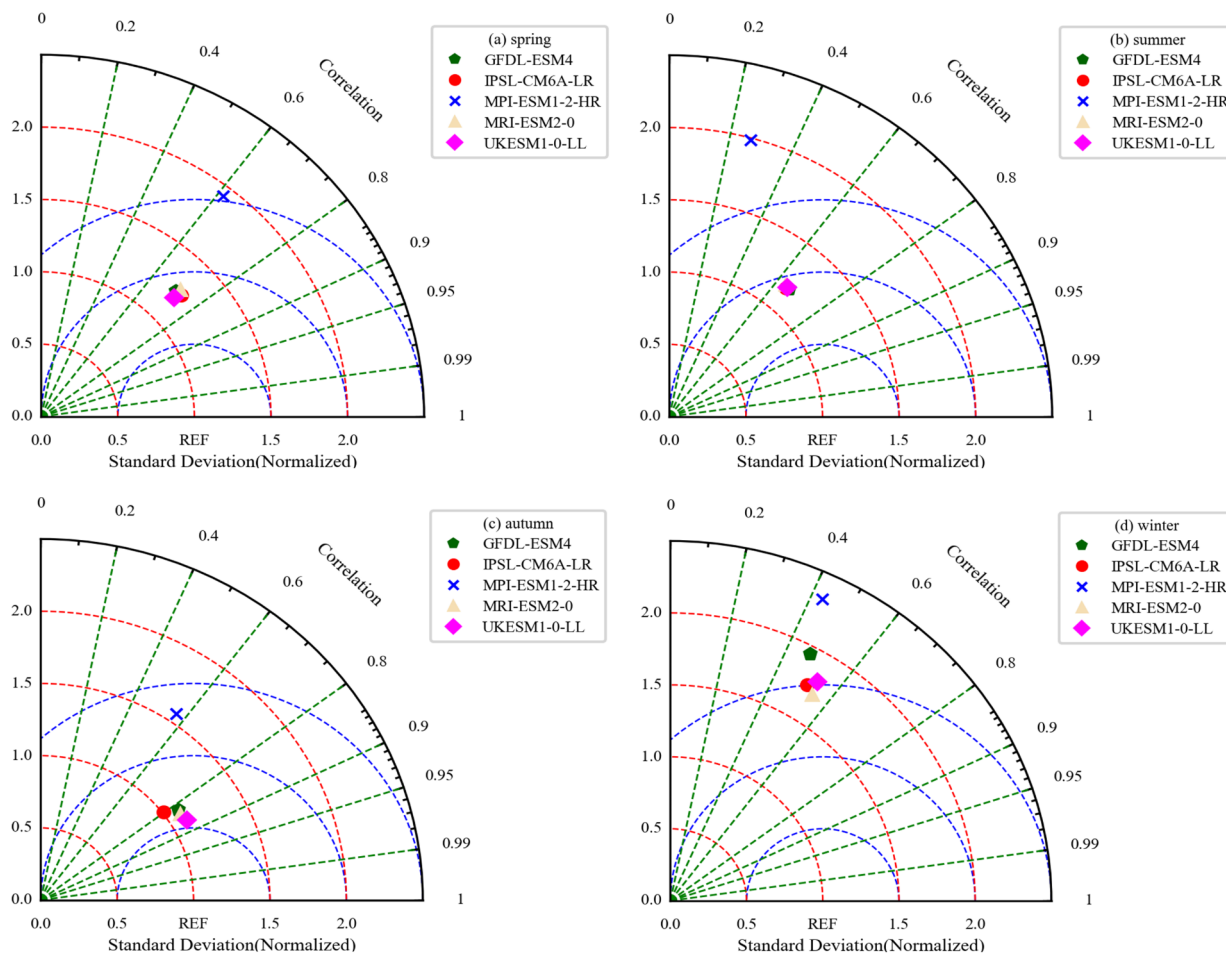 0
0.2
0.4
0.6
0.8
0.9
0.95
0.99
1
Correlation
(a) spring
GFDL-ESM4
IPSL-CM6A-LR
MPI-ESM1-2-HR
MRI-ESM2-0
UKESM1-0-LL
2.0
1.5
1.0
0.5
0.0
0.0 0.5 REF 1.5 2.0
Standard Deviation(Normalized)
0
0.2
0.4
0.6
0.8
0.9
0.95
0.99
1
Correlation
(b) summer
GFDL-ESM4
IPSL-CM6A-LR
MPI-ESM1-2-HR
MRI-ESM2-0
UKESM1-0-LL
2.0
1.5
1.0
0.5
0.0
0.0 0.5 REF 1.5 2.0
Standard Deviation(Normalized)
0
0.2
0.4
0.6
0.8
0.9
0.95
0.99
1
Correlation
(c) autumn
GFDL-ESM4
IPSL-CM6A-LR
MPI-ESM1-2-HR
MRI-ESM2-0
UKESM1-0-LL
2.0
1.5
1.0
0.5
0.0
0.0 0.5 REF 1.5 2.0
Standard Deviation(Normalized)
0
0.2
0.4
0.6
0.8
0.9
0.95
0.99
1
Correlation
(d) winter
GFDL-ESM4
IPSL-CM6A-LR
MPI-ESM1-2-HR
MRI-ESM2-0
UKESM1-0-LL
2.0
1.5
1.0
0.5
0.0
0.0 0.5 REF 1.5 2.0
Standard Deviation(Normalized)